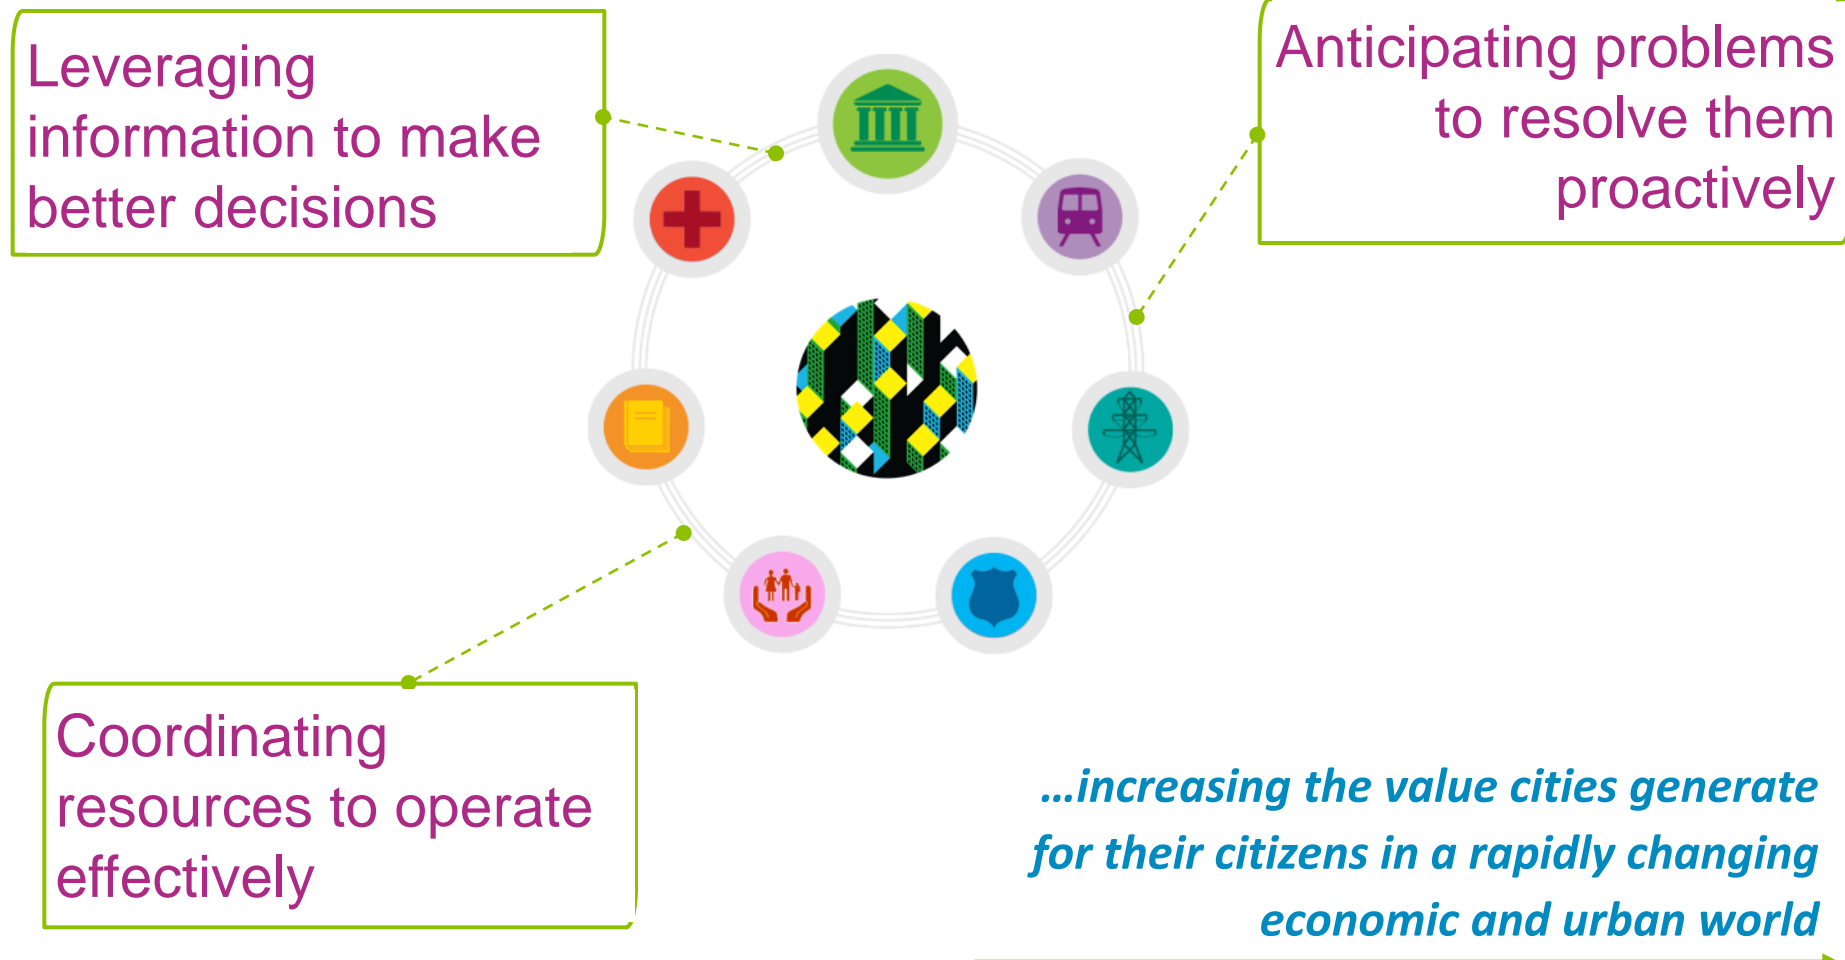 Leveraging
information to make
better decisions
Anticipating problems
to resolve them
proactively
Coordinating
resources to operate
effectively
…increasing the value cities generate
for their citizens in a rapidly changing
economic and urban world